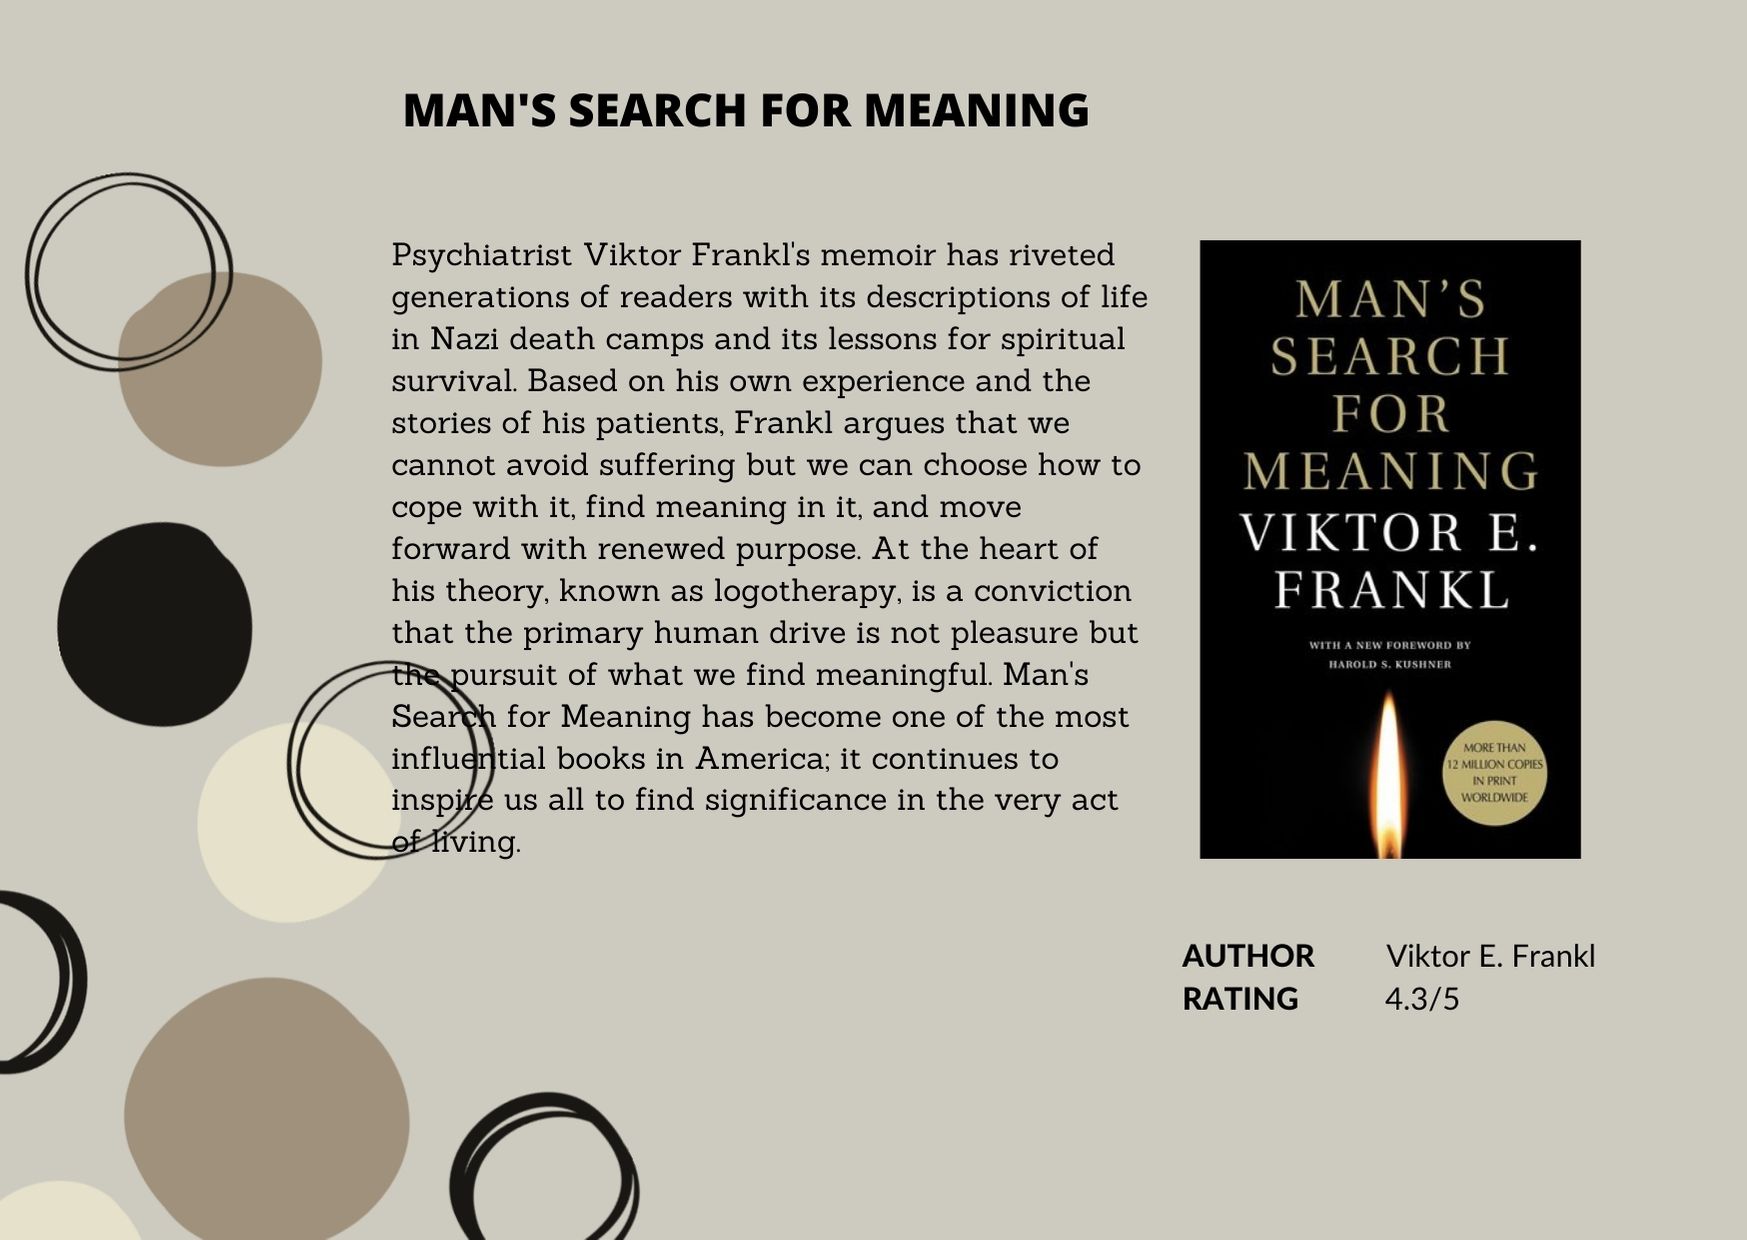 MAN'S SEARCH FOR MEANING
Psychiatrist Viktor Frankl's memoir has riveted
generations of readers with its descriptions of life
in Nazi death camps and its lessons for spiritual
survival. Based on his own experience and the
stories of his patients, Frankl argues that we
cannot avoid suffering but we can choose how to
cope with it, find meaning in it, and move
forward with renewed purpose. At the heart of
his theory, known as logotherapy, is a conviction
that the primary human drive is not pleasure but
the pursuit of what we find meaningful. Man's
Search for Meaning has become one of the most
influential books in America; it continues to
inspire us all to find significance in the very act
of living.
MAN'S
SEARCH
FOR
MEANING
VIKTOR E.
FRANKL
WITH A NEW FOREWORD BY
HAROLD S. KUSHNER
MORE THAN
12 MILLION COPIES
IN PRINT
WORLDWIDE
AUTHOR Viktor E. Frankl
RATING 4.3/5